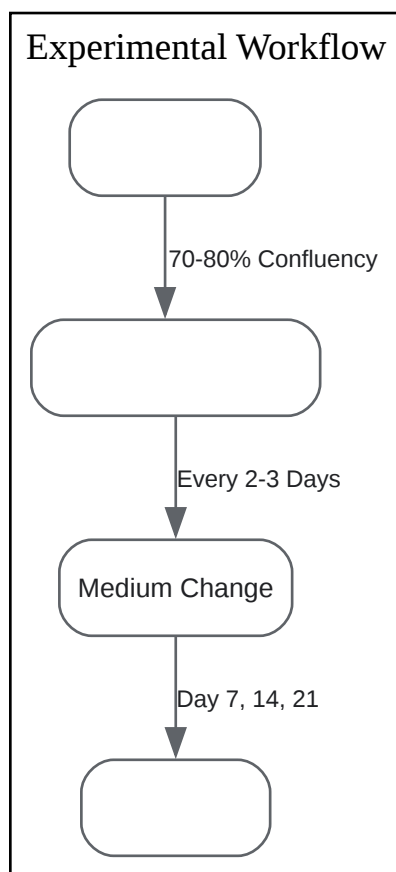 Experimental Workflow
70-80% Confluency
Every 2-3 Days
Medium Change
Day 7, 14, 21